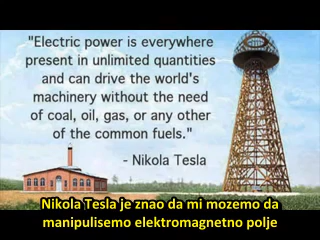 "Electric power is everywhere
present in unlimited quantities
and can drive the world's
machinery without the need
of coal, oil, gas, or any other
of the common fuels."
- Nikola Tesla
Nikola Tesla je znao da mi mozemo da
manipulisemo elektromagnetno polje